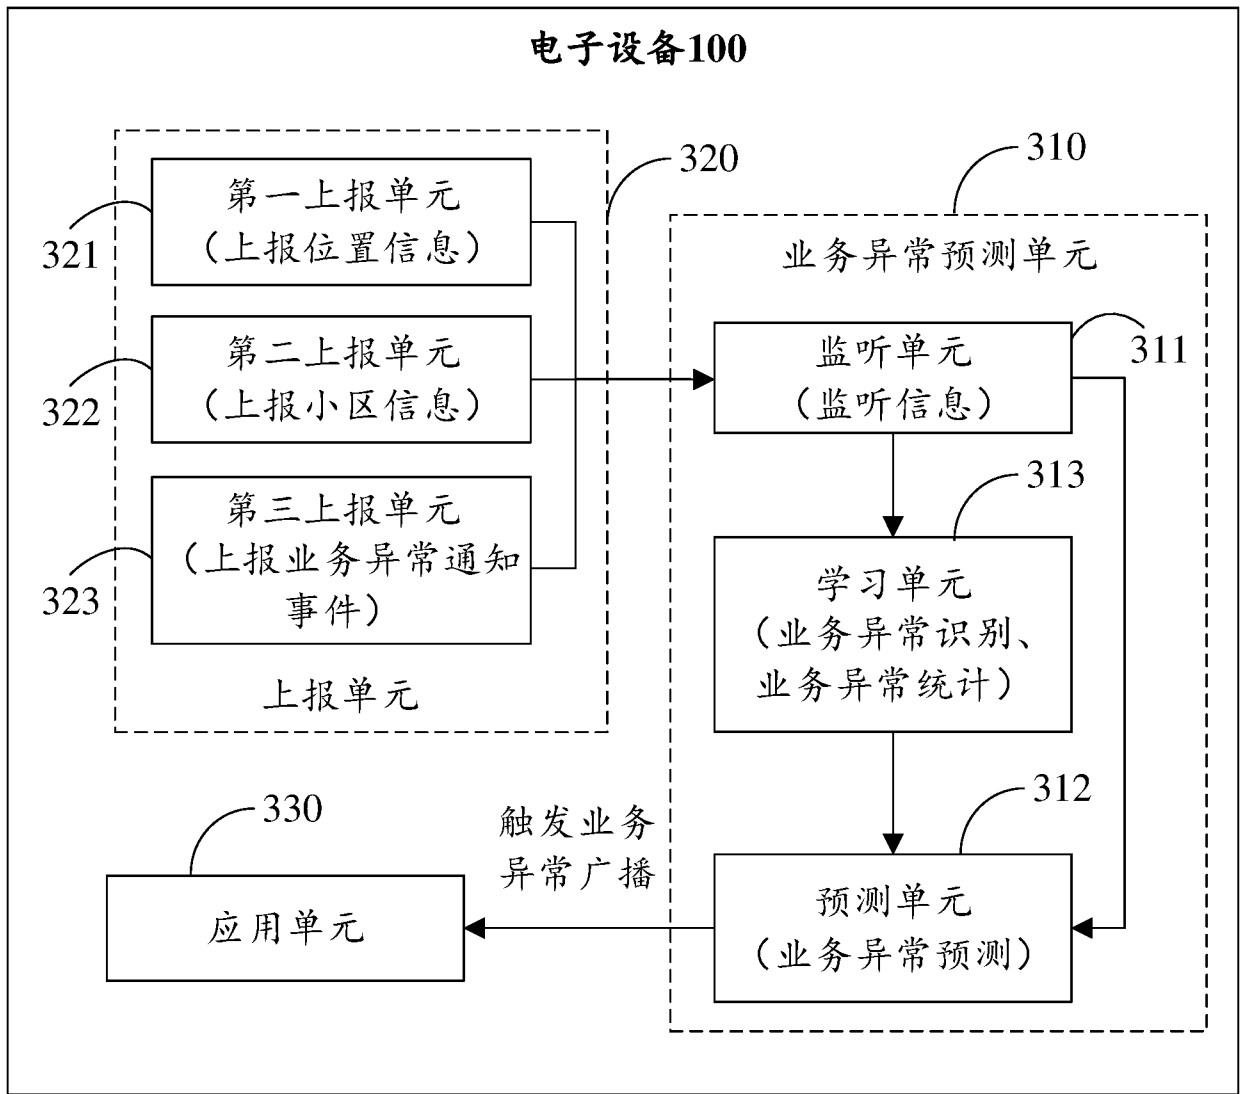 电子设备100
320
第一上报单元
（上报位置信息）
321
第二上报单元
（上报小区信息）
322
第三上报单元
（上报业务异常通知
事件）
323
上报单元
310
业务异常预测单元
监听单元
（监听信息）
311
313
学习单元
（业务异常识别、
业务异常统计）
312
预测单元
（业务异常预测）
触发业务
异常广播
330
应用单元